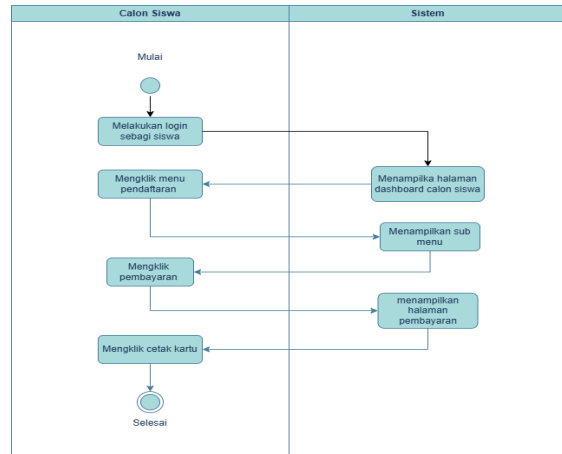 Calon Siswa
Sistem
Mulai
Melakukan login
sebagi siswa
Menampilka halaman
dashboard calon siswa
Mengklik menu
pendaftaran
Menampilkan sub
menu
Mengklik
pembayaran
menampilkan
halaman
pembayaran
Mengklik cetak kartu
Selesai